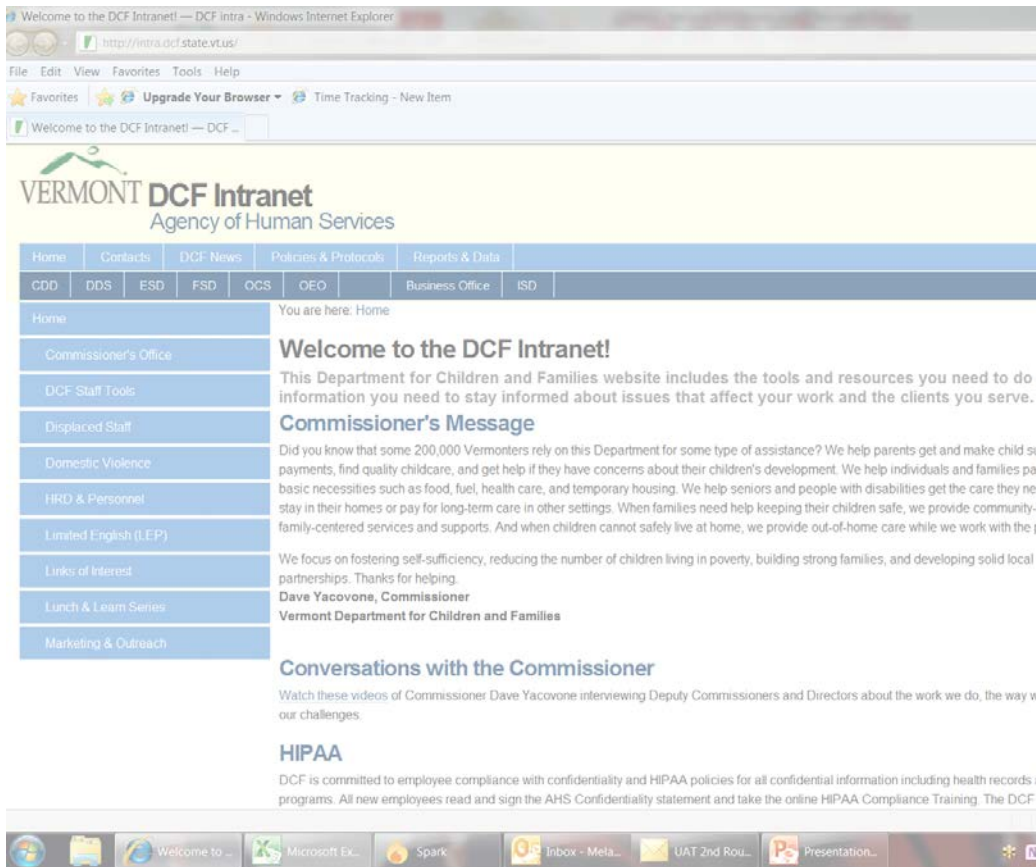 Welcome to the DCF Intranet! — DCF intra - Windows Internet Explorer
http://intra.dcf.state.vt.us/
File Edit View Favorites Tools Help
Favorites Upgrade Your Browser Time Tracking - New Item
Welcome to the DCF Intranet! — DCF ...
VERMONT DCF Intranet
Agency of Human Services
Home Contacts DCF News Policies & Protocols Reports & Data
CDD DDS ESD FSD OCS OEO Business Office ISD
You are here: Home
Home
Commissioner's Office
DCF Staff Tools
Displaced Staff
Domestic Violence
HRD & Personnel
Limited English (LEP)
Links of Interest
Lunch & Learn Series
Marketing & Outreach
Welcome to the DCF Intranet!
This Department for Children and Families website includes the tools and resources you need to do
information you need to stay informed about issues that affect your work and the clients you serve.
Commissioner's Message
Did you know that some 200,000 Vermonters rely on this Department for some type of assistance? We help parents get and make child su
payments, find quality childcare, and get help if they have concerns about their children's development. We help individuals and families pa
basic necessities such as food, fuel, health care, and temporary housing. We help seniors and people with disabilities get the care they ne
stay in their homes or pay for long-term care in other settings. When families need help keeping their children safe, we provide community-
family-centered services and supports. And when children cannot safely live at home, we provide out-of-home care while we work with the
We focus on fostering self-sufficiency, reducing the number of children living in poverty, building strong families, and developing solid local
partnerships. Thanks for helping.
Dave Yacovone, Commissioner
Vermont Department for Children and Families
Conversations with the Commissioner
Watch these videos of Commissioner Dave Yacovone interviewing Deputy Commissioners and Directors about the work we do, the way w
our challenges.
HIPAA
DCF is committed to employee compliance with confidentiality and HIPAA policies for all confidential information including health records
programs. All new employees read and sign the AHS Confidentiality statement and take the online HIPAA Compliance Training. The DCF
Welcome to ... Microsoft Ex... Spark Inbox - Mela... UAT 2nd Rou... Presentation...